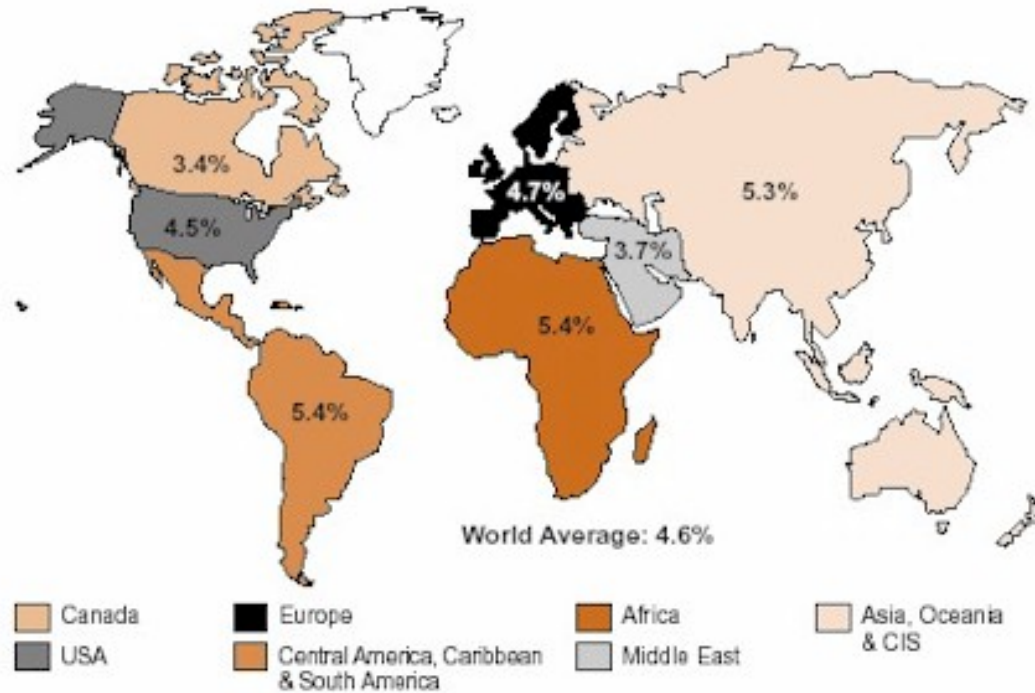 3.4%
4.7%
5.3%
4.5%
3.7%
5.4%
5.4%
World Average: 4.6%
Canada
Europe
Africa
Asia, Oceania
& CIS
USA
Central America, Caribbean
& South America
Middle East